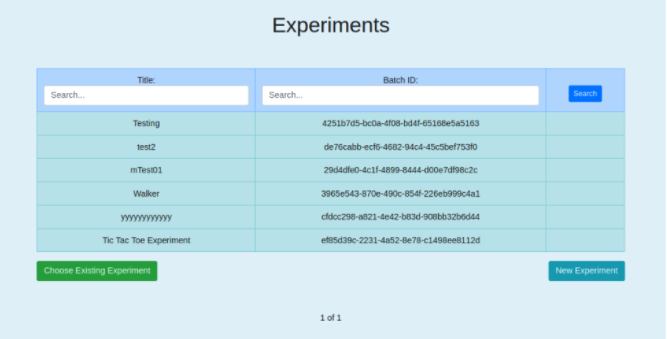 Experiments
Title: Batch ID:
Search... Search... Search
Testing 4251b7d5-bc0a-4f08-bd4f-65168e5a5163
test2 de76cabb-ecf6-4682-94c4-45c5bef753f0
mTest01 29d4dfe0-4c1f-4899-8444-d00e7df98c2c
Walker 3965e543-870e-490c-854f-226eb999c4a1
yyyyyyyyyyyy cfdcc298-a821-4e42-b83d-908bb32b6d44
Tic Tac Toe Experiment ef85d39c-2231-4a52-8e78-c1498ee8112d
Choose Existing Experiment New Experiment
1 of 1